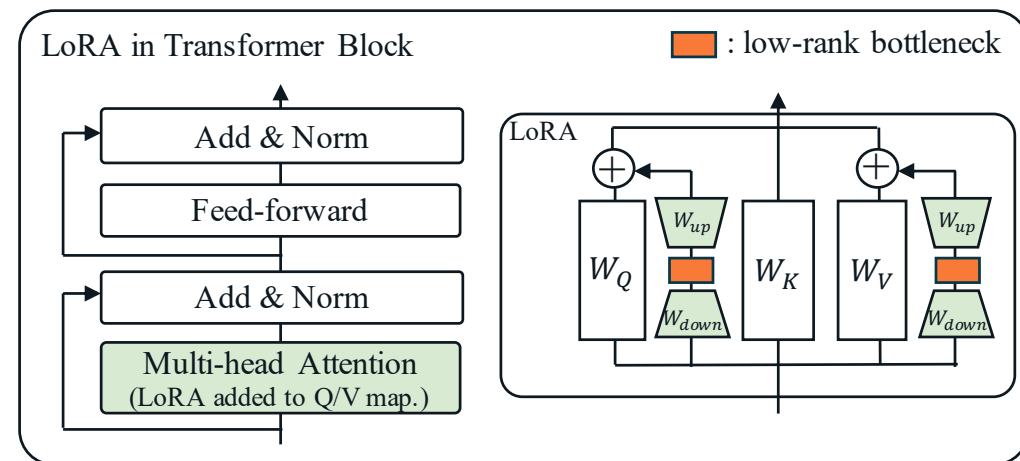 LoRA in Transformer Block
: low-rank bottleneck
Add & Norm
Feed-forward
Add & Norm
Multi-head Attention
(LoRA added to Q/V map.)
LoRA
W_up
W_up
W_Q
W_K
W_V
W_down
W_down